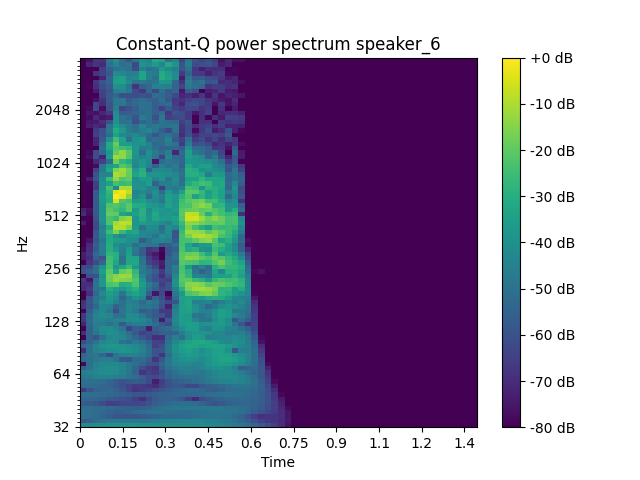 Constant-Q power spectrum speaker_6
Hz
2048
1024
512
256
128
64
32
0 0.15 0.3 0.45 0.6 0.75 0.9 1.1 1.2 1.4
Time
+0 dB
-10 dB
-20 dB
-30 dB
-40 dB
-50 dB
-60 dB
-70 dB
-80 dB